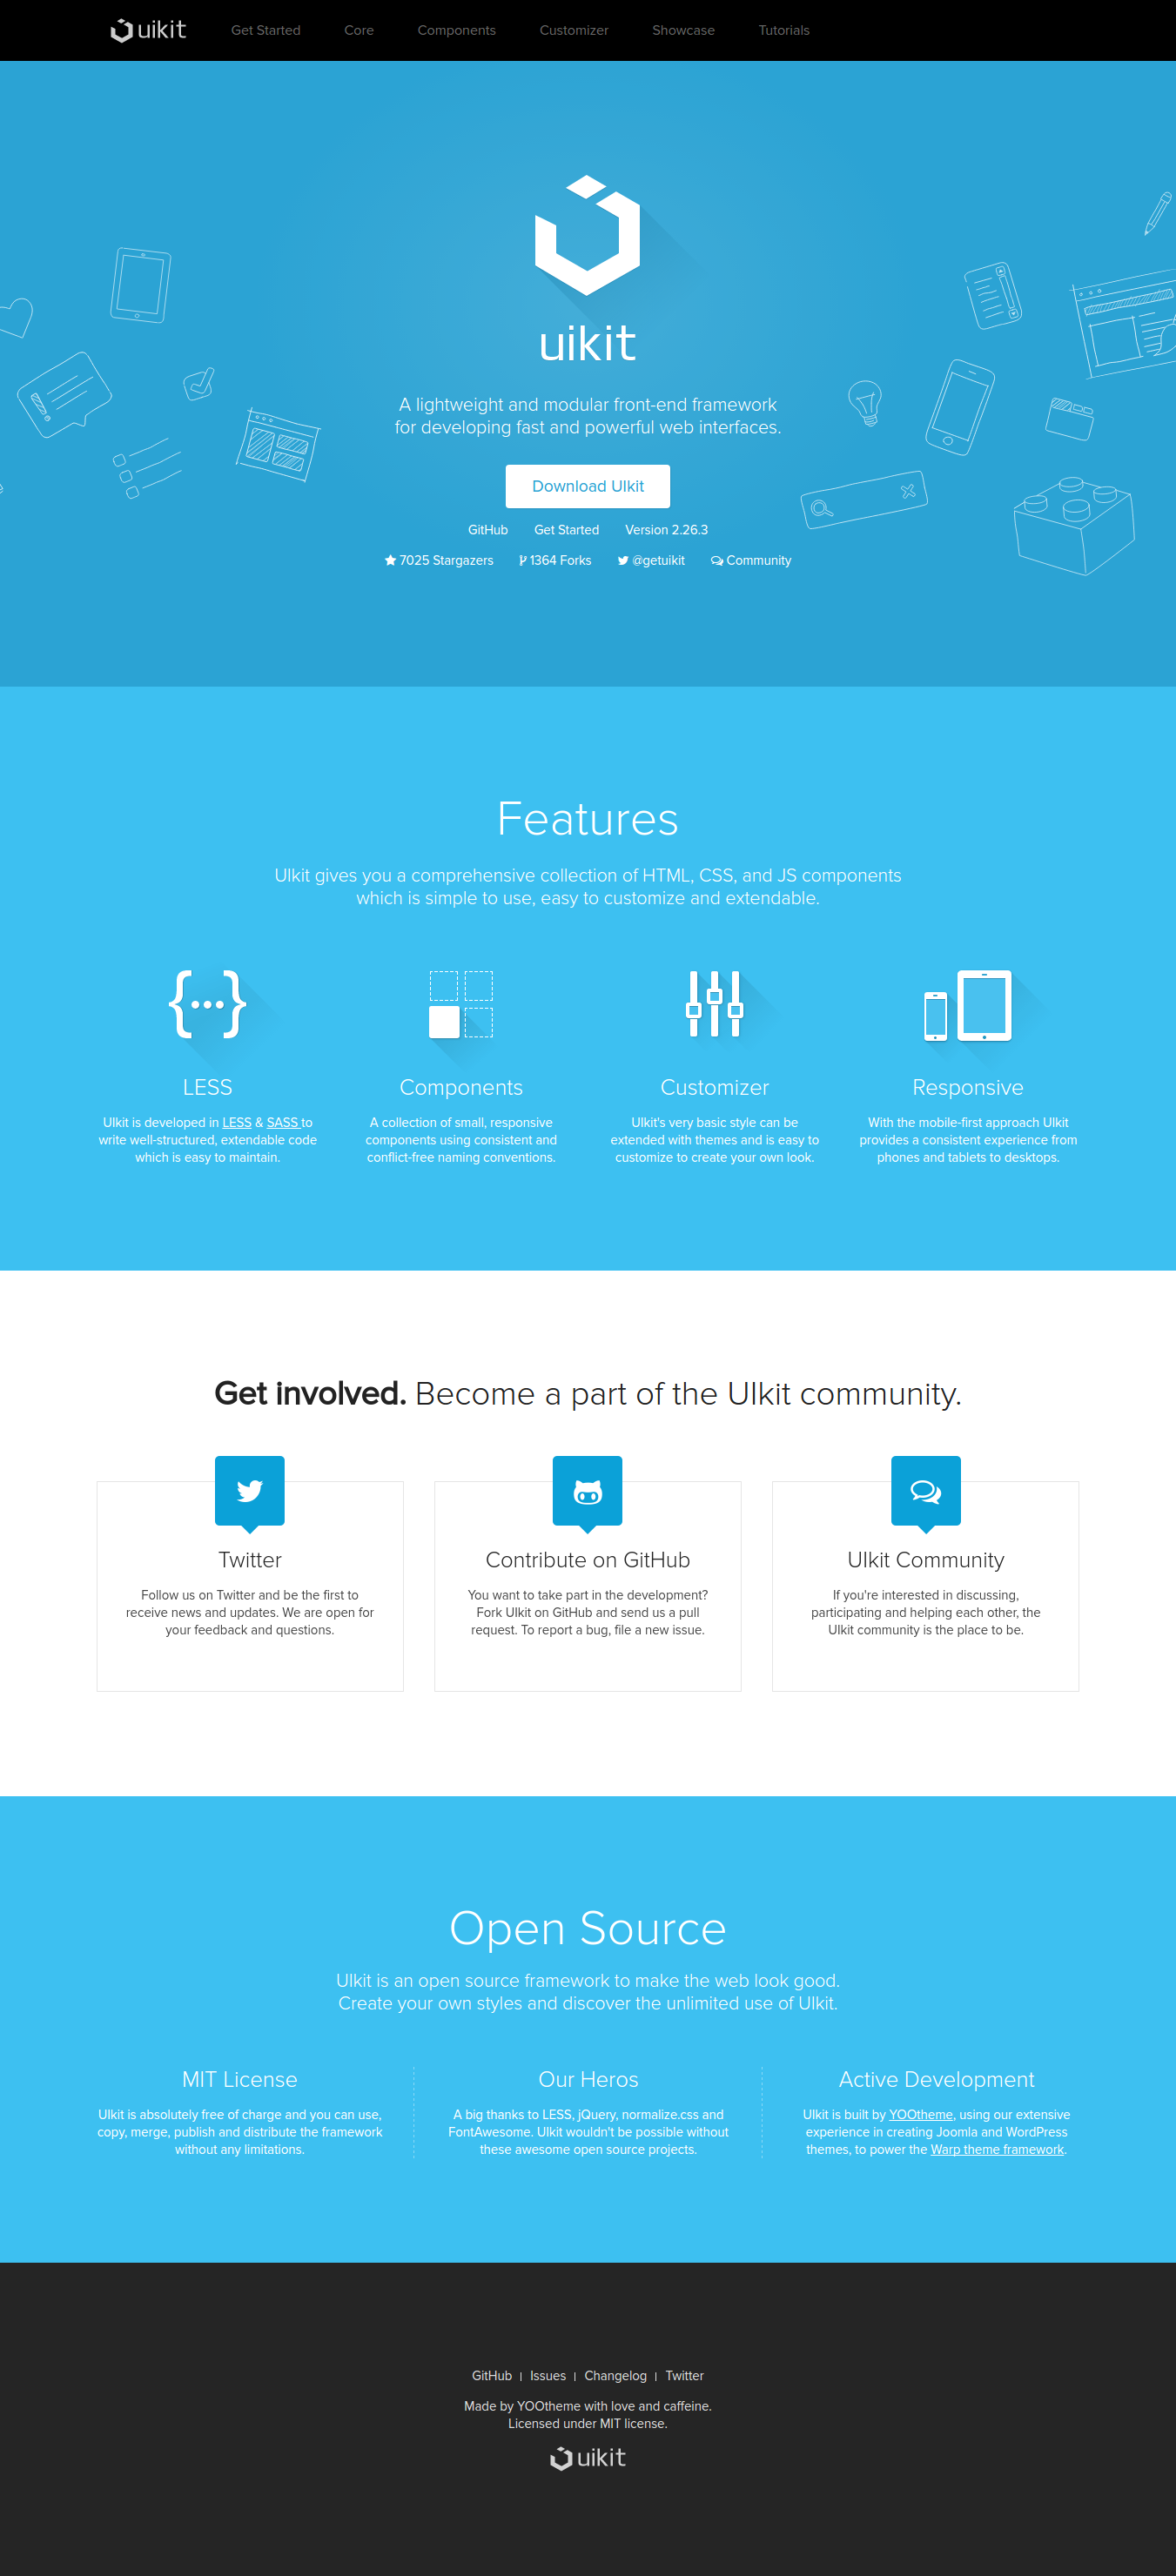 uikit Get Started Core Components Customizer Showcase Tutorials
uikit
A lightweight and modular front-end framework
for developing fast and powerful web interfaces.
Download UIkit
GitHub Get Started Version 2.26.3
7025 Stargazers 1364 Forks @getuikit Community
Features
UIkit gives you a comprehensive collection of HTML, CSS, and JS components
which is simple to use, easy to customize and extendable.
LESS
UIkit is developed in LESS & SASS to
write well-structured, extendable code
which is easy to maintain.
Components
A collection of small, responsive
components using consistent and
conflict-free naming conventions.
Customizer
UIkit's very basic style can be
extended with themes and is easy to
customize to create your own look.
Responsive
With the mobile-first approach UIkit
provides a consistent experience from
phones and tablets to desktops.
Get involved. Become a part of the UIkit community.
Twitter
Follow us on Twitter and be the first to
receive news and updates. We are open for
your feedback and questions.
Contribute on GitHub
You want to take part in the development?
Fork UIkit on GitHub and send us a pull
request. To report a bug, file a new issue.
UIkit Community
If you're interested in discussing,
participating and helping each other, the
UIkit community is the place to be.
Open Source
UIkit is an open source framework to make the web look good.
Create your own styles and discover the unlimited use of UIkit.
MIT License
UIkit is absolutely free of charge and you can use,
copy, merge, publish and distribute the framework
without any limitations.
Our Heros
A big thanks to LESS, jQuery, normalize.css and
FontAwesome. UIkit wouldn't be possible without
these awesome open source projects.
Active Development
UIkit is built by YOOtheme, using our extensive
experience in creating Joomla and WordPress
themes, to power the Warp theme framework.
GitHub | Issues | Changelog | Twitter
Made by YOOtheme with love and caffeine.
Licensed under MIT license.
uikit